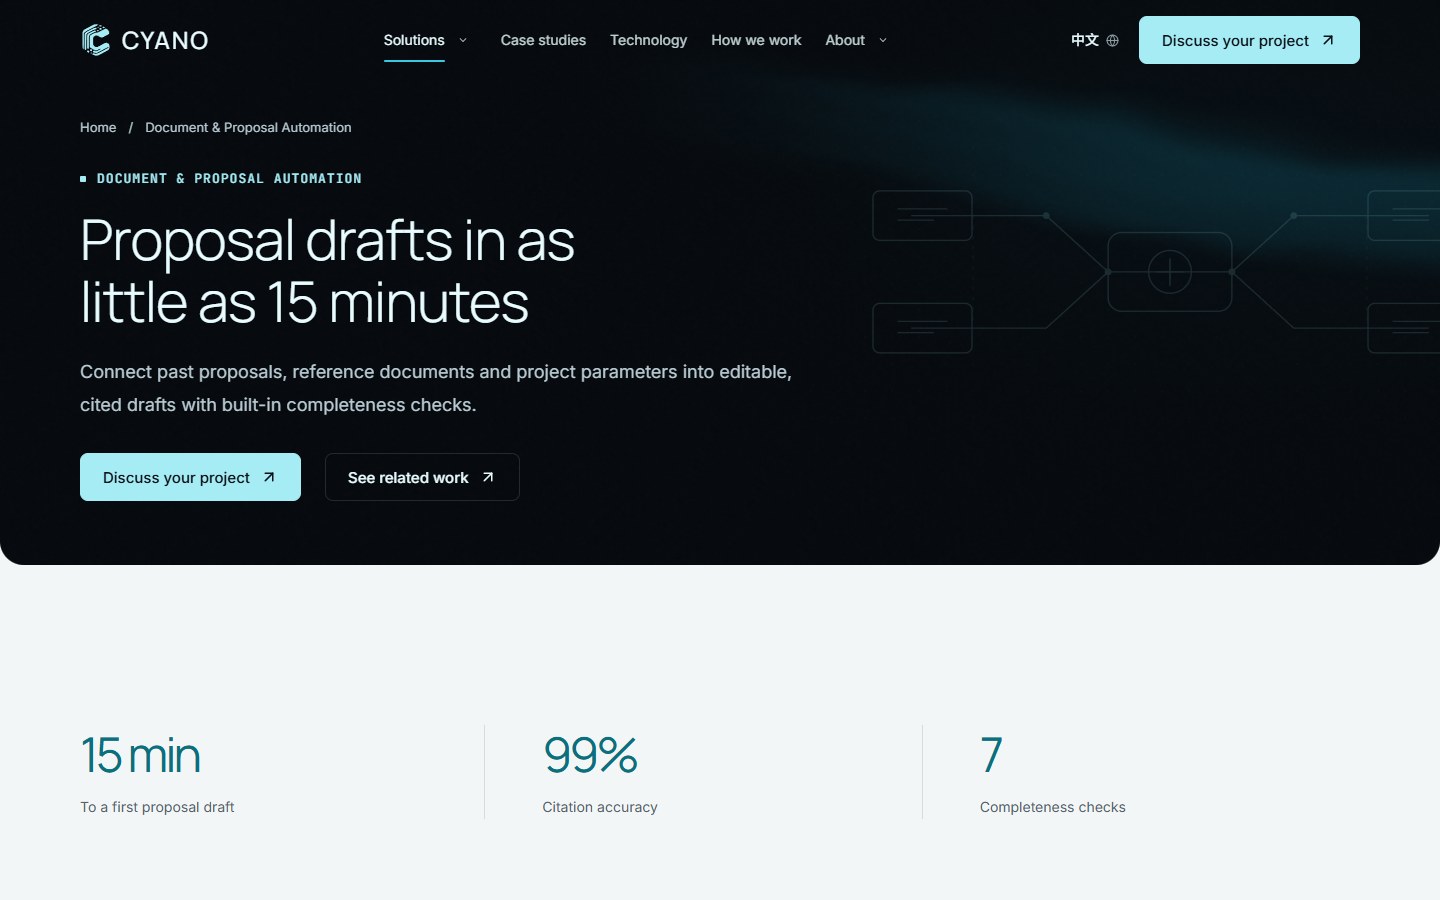 CYANO
Solutions
Case studies
Technology
How we work
About
中文
Discuss your project
Home / Document & Proposal Automation
DOCUMENT & PROPOSAL AUTOMATION
Proposal drafts in as
little as 15 minutes
Connect past proposals, reference documents and project parameters into editable,
cited drafts with built-in completeness checks.
Discuss your project
See related work
15 min
To a first proposal draft
99%
Citation accuracy
7
Completeness checks